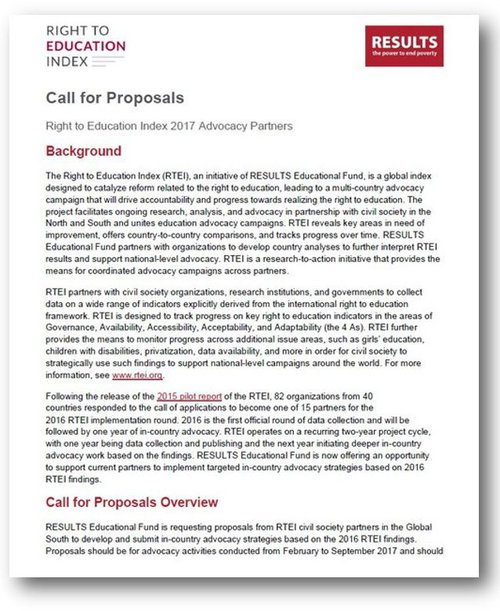 RIGHT TO
EDUCATION
INDEX
RESULTS
the power to end poverty
Call for Proposals
Right to Education Index 2017 Advocacy Partners
Background
The Right to Education Index (RTEI), an initiative of RESULTS Educational Fund, is a global index
designed to catalyze reform related to the right to education, leading to a multi-country advocacy
campaign that will drive accountability and progress towards realizing the right to education. The
project facilitates ongoing research, analysis, and advocacy in partnership with civil society in the
North and South and unites education advocacy campaigns. RTEI reveals key areas in need of
improvement, offers country-to-country comparisons, and tracks progress over time. RESULTS
Educational Fund partners with organizations to develop country analyses to further interpret RTEI
results and support national-level advocacy. RTEI is a research-to-action initiative that provides the
means for coordinated advocacy campaigns across partners.
RTEI partners with civil society organizations, research institutions, and governments to collect
data on a wide range of indicators explicitly derived from the international right to education
framework. RTEI is designed to track progress on key right to education indicators in the areas of
Governance, Availability, Accessibility, Acceptability, and Adaptability (the 4 As). RTEI further
provides the means to monitor progress across additional issue areas, such as girls' education,
children with disabilities, privatization, data availability, and more in order for civil society to
strategically use such findings to support national-level campaigns around the world. For more
information, see www.rtei.org.
Following the release of the 2015 pilot report of the RTEI, 82 organizations from 40
countries responded to the call of applications to become one of 15 partners for the
2016 RTEI implementation round. 2016 is the first official round of data collection and will be
followed by one year of in-country advocacy. RTEI operates on a recurring two-year project cycle,
with one year being data collection and publishing and the next year initiating deeper in-country
advocacy work based on the findings. RESULTS Educational Fund is now offering an opportunity
to support current partners to implement targeted in-country advocacy strategies based on 2016
RTEI findings.
Call for Proposals Overview
RESULTS Educational Fund is requesting proposals from RTEI civil society partners in the Global
South to develop and submit in-country advocacy strategies based on the 2016 RTEI findings.
Proposals should be for advocacy activities conducted from February to September 2017 and should